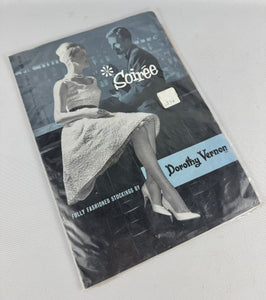 Soirée
Dorothy Vernon
FULLY FASHIONED STOCKINGS BY